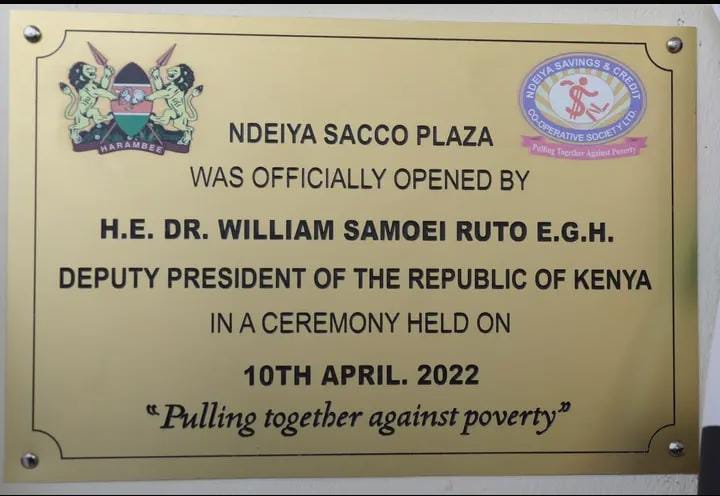 HARAMBEE
NDEIYA SAVINGS & CREDIT
CO-OPERATIVE SOCIETY LTD.
Pulling Together Against Poverty
NDEIYA SACCO PLAZA
WAS OFFICIALLY OPENED BY
H.E. DR. WILLIAM SAMOEI RUTO E.G.H.
DEPUTY PRESIDENT OF THE REPUBLIC OF KENYA
IN A CEREMONY HELD ON
10TH APRIL. 2022
“Pulling together against poverty”